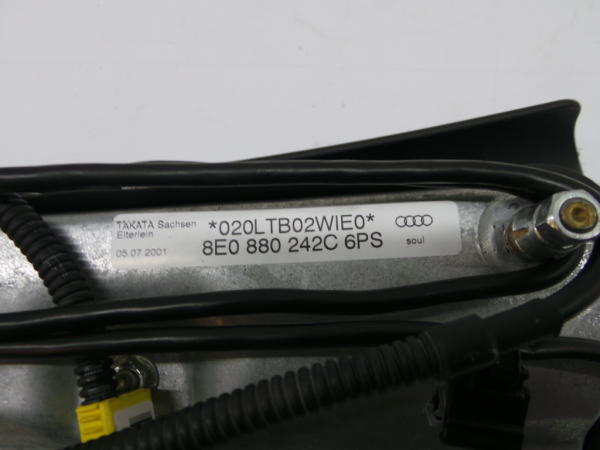 TAKATA Sachsen
Elterlein
05.07.2001
*020LTB02WIE0*
8E0 880 242C 6PS
soul